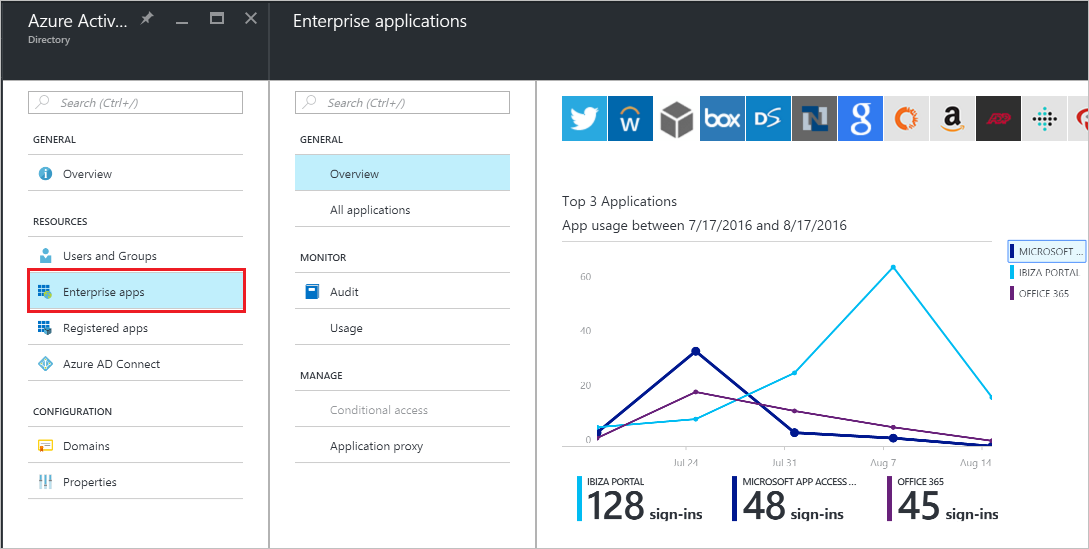 Azure Activ...
Directory
Enterprise applications
Search (Ctrl+/)
GENERAL
Overview
RESOURCES
Users and Groups
Enterprise apps
Registered apps
Azure AD Connect
CONFIGURATION
Domains
Properties
Search (Ctrl+/)
GENERAL
Overview
All applications
MONITOR
Audit
Usage
MANAGE
Conditional access
Application proxy
W
box
DS
N
g
a
ADP
Top 3 Applications
App usage between 7/17/2016 and 8/17/2016
MICROSOFT ...
IBIZA PORTAL
OFFICE 365
60
40
20
0
Jul 24
Jul 31
Aug 7
Aug 14
IBIZA PORTAL
128 sign-ins
MICROSOFT APP ACCESS ...
48 sign-ins
OFFICE 365
45 sign-ins